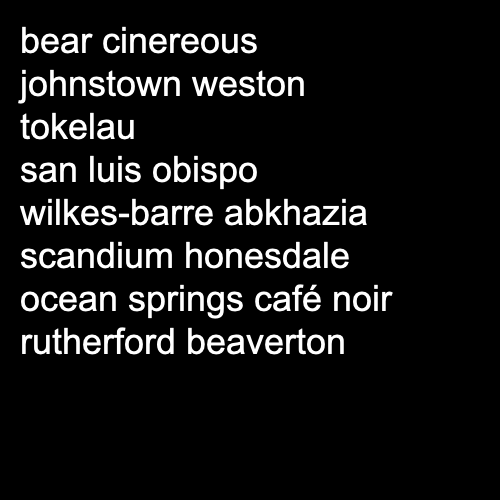 bear cinereous
johnstown weston
tokelau
san luis obispo
wilkes-barre abkhazia
scandium honesdale
ocean springs café noir
rutherford beaverton